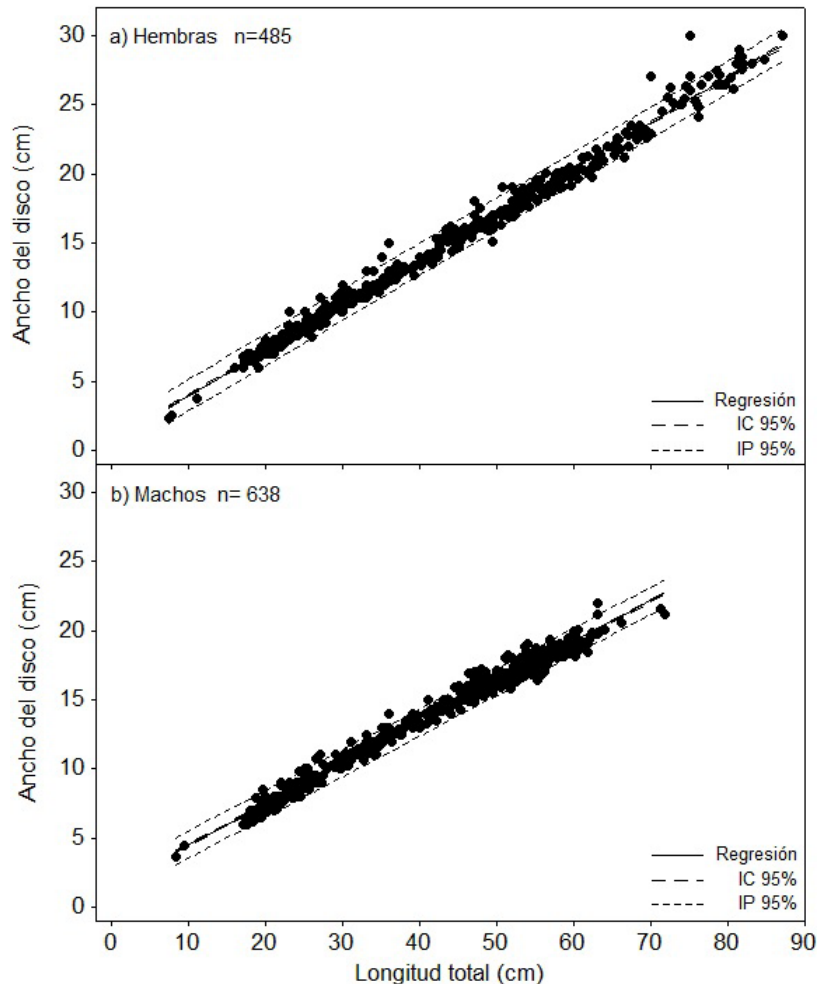 a) Hembras n=485
30
25
20
15
10
5
0
Ancho del disco (cm)
Regresión
IC 95%
IP 95%
b) Machos n= 638
30
25
20
15
10
5
0
Ancho del disco (cm)
Regresión
IC 95%
IP 95%
0 10 20 30 40 50 60 70 80 90
Longitud total (cm)